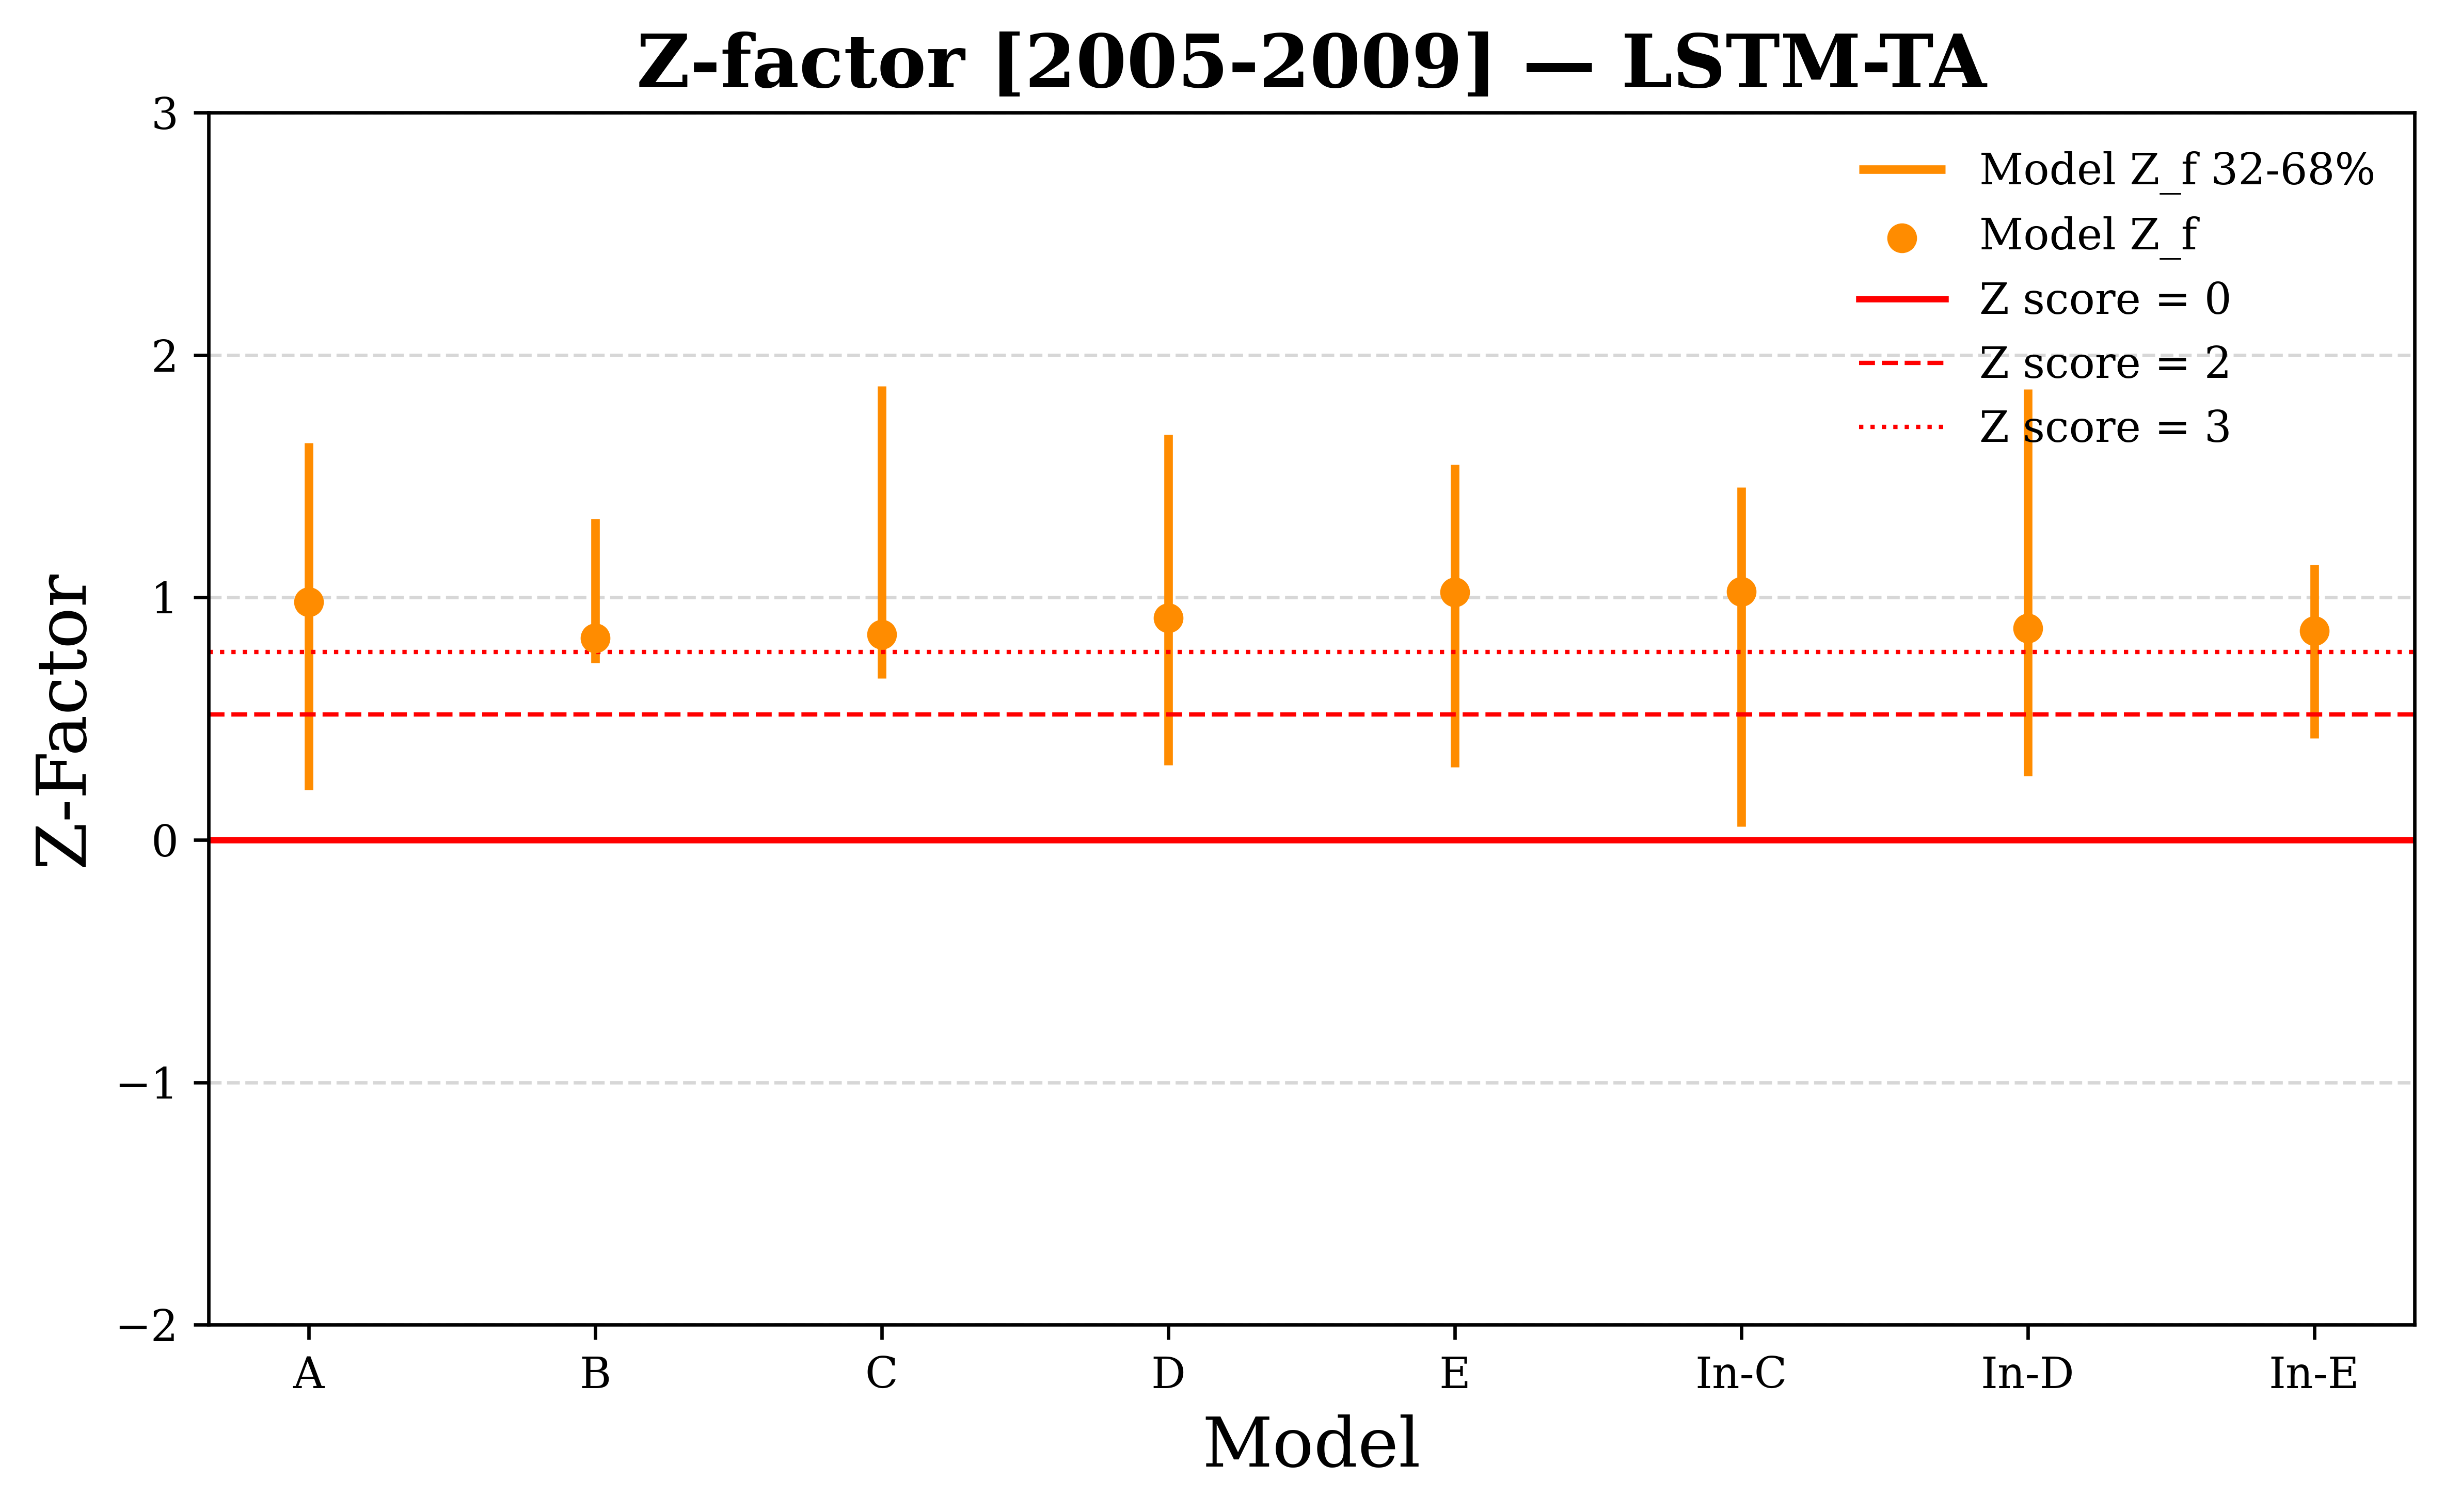 Z-factor [2005-2009] — LSTM-TA
3
2
1
0
−1
−2
Z-Factor
Model Z_f 32-68%
Model Z_f
Z score = 0
Z score = 2
Z score = 3
A B C D E In-C In-D In-E
Model